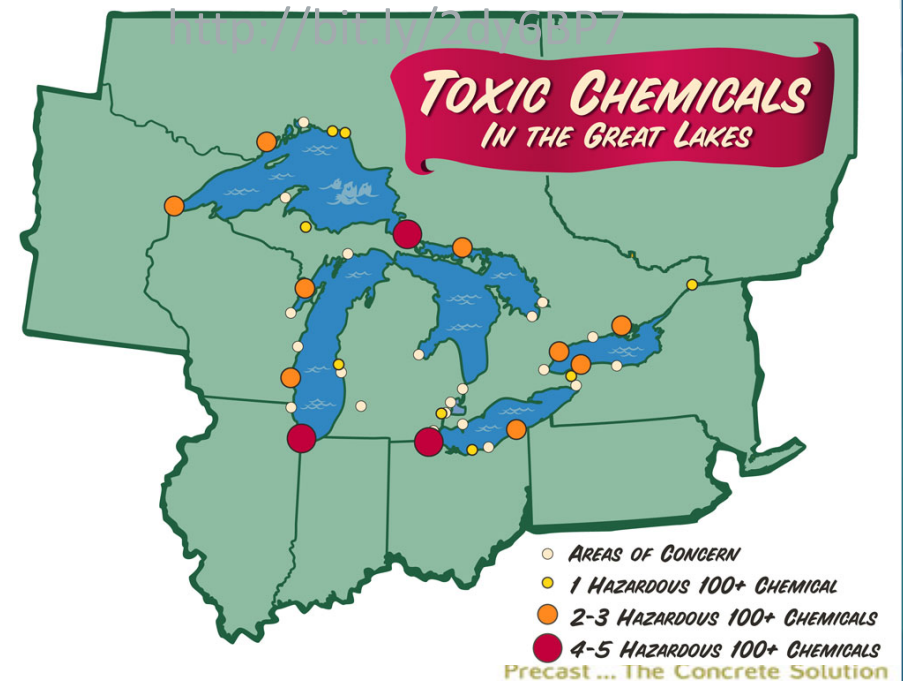 http://bit.ly/2dy6BP7
Toxic Chemicals
In the Great Lakes
Areas of Concern
1 Hazardous 100+ Chemical
2-3 Hazardous 100+ Chemicals
4-5 Hazardous 100+ Chemicals
Precast ... The Concrete Solution